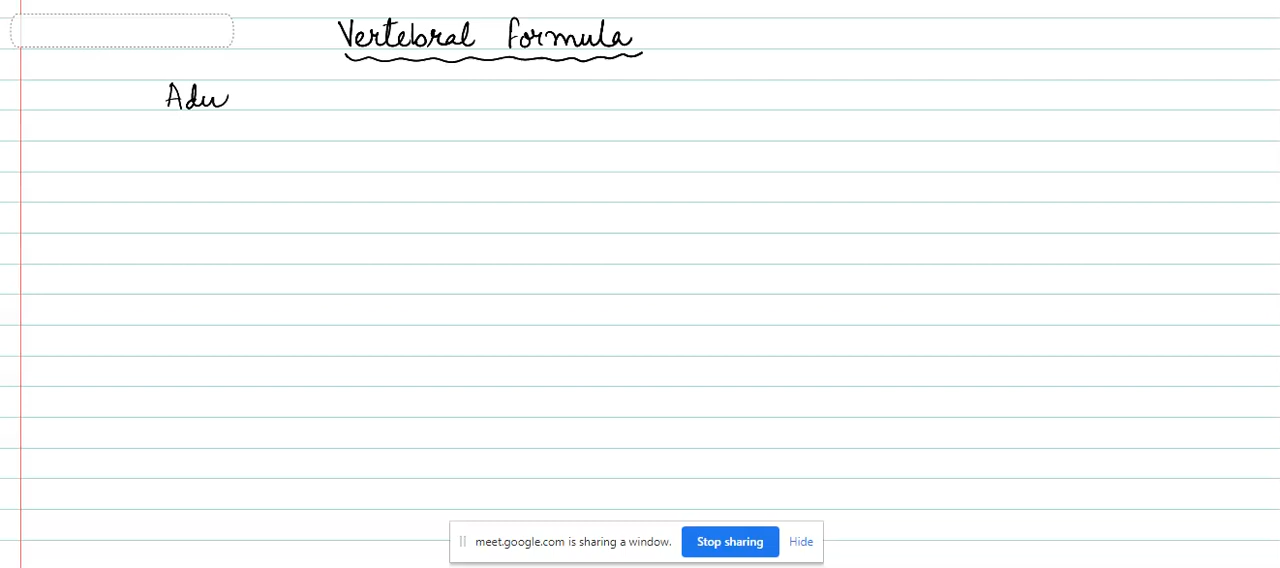 Vertebral formula
Adu
meet.google.com is sharing a window. Stop sharing Hide